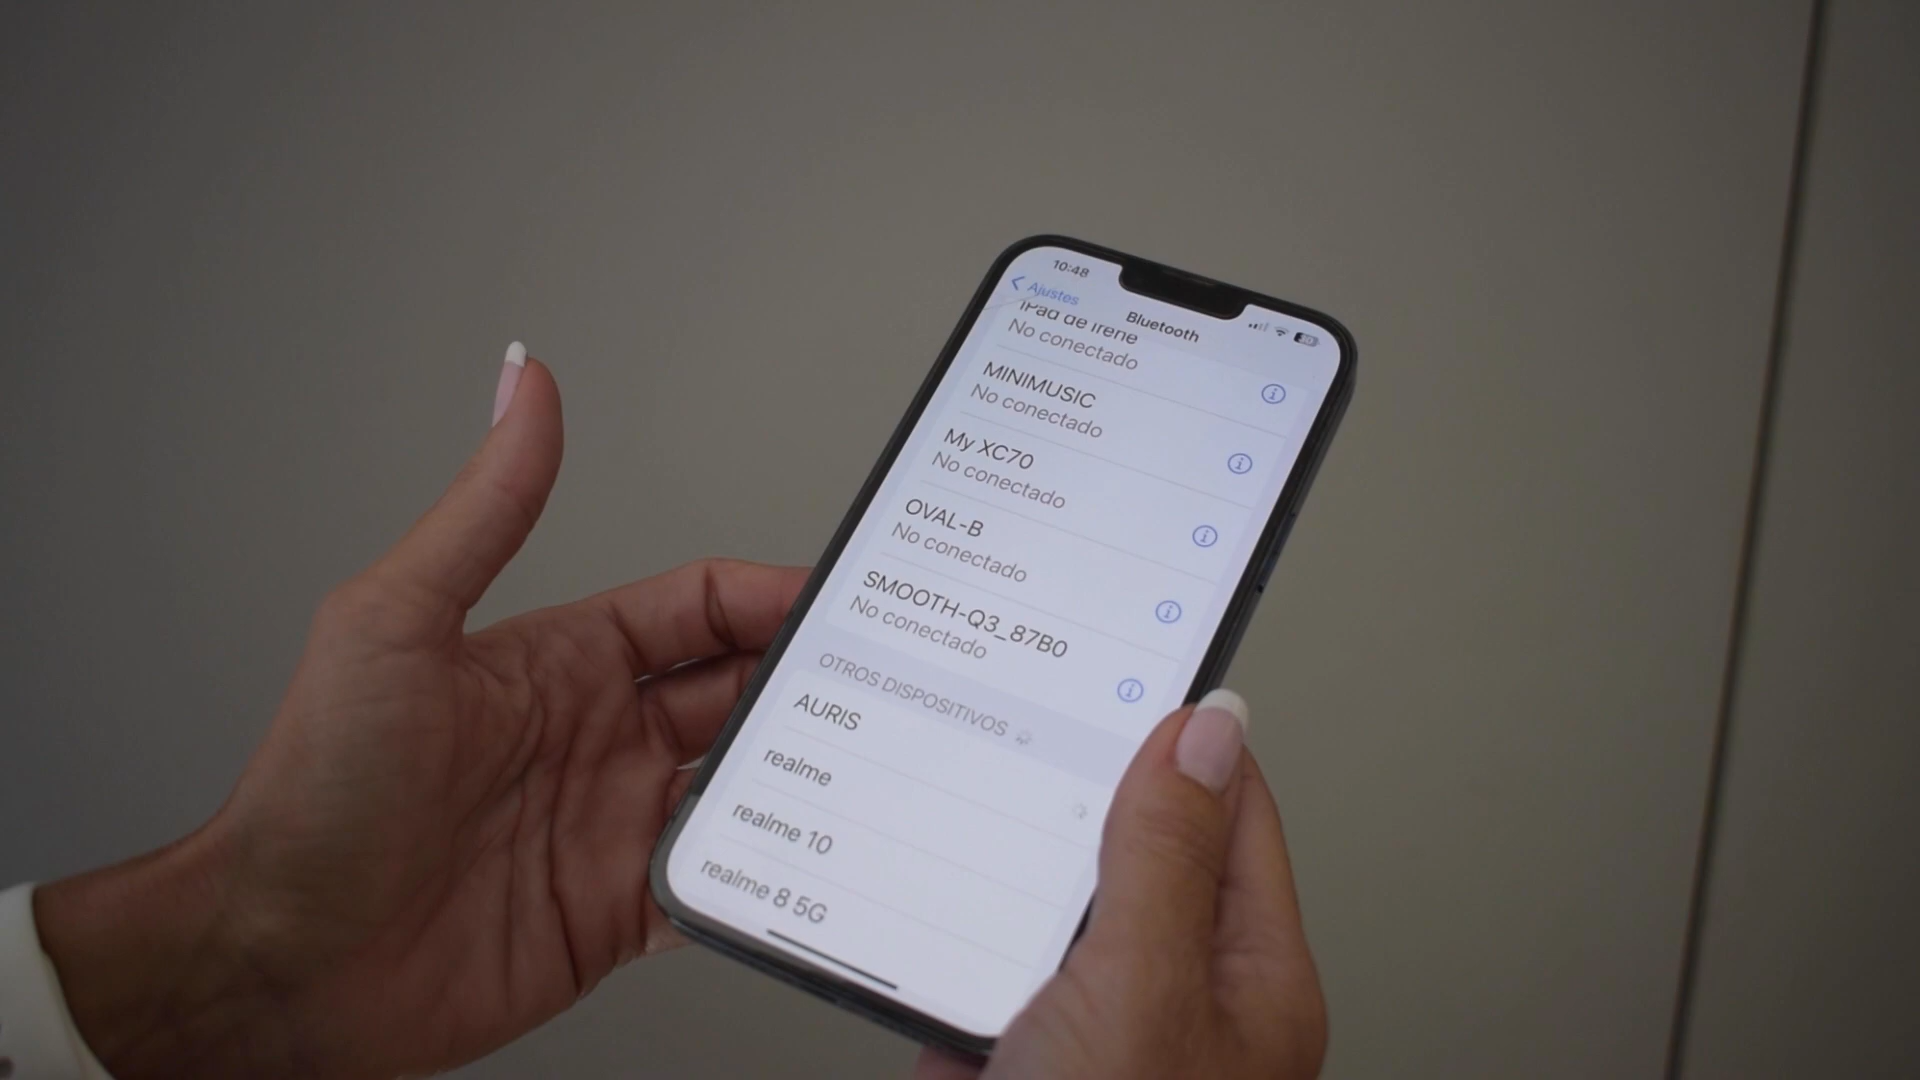 10:48
Ajustes
Bluetooth
30
iPad de Irene
No conectado
MINIMUSIC
No conectado
My XC70
No conectado
OVAL-B
No conectado
SMOOTH-Q3_87B0
No conectado
OTROS DISPOSITIVOS
AURIS
realme
realme 10
realme 8 5G